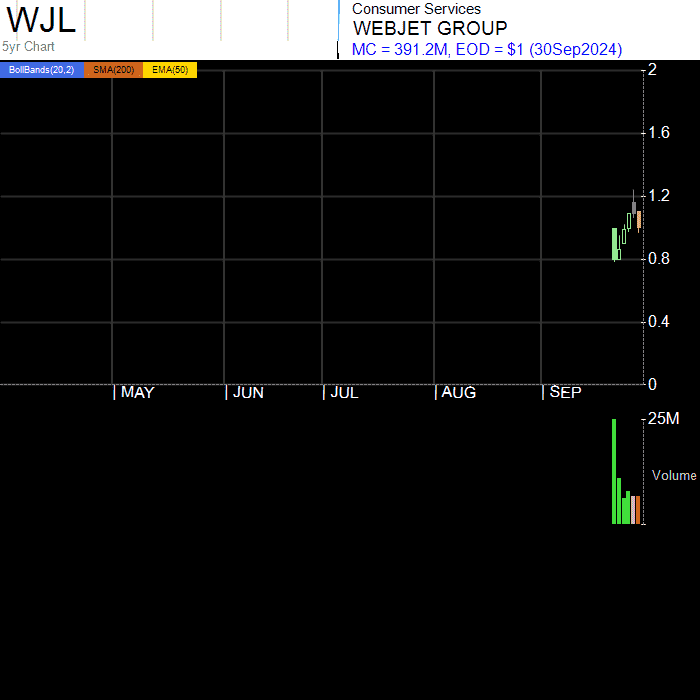 WJL
5yr Chart
Consumer Services
WEBJET GROUP
MC = 391.2M, EOD = $1 (30Sep2024)
BollBands(20,2) SMA(200) EMA(50)
2
1.6
1.2
0.8
0.4
0
| MAY | JUN | JUL | AUG | SEP
25M
Volume